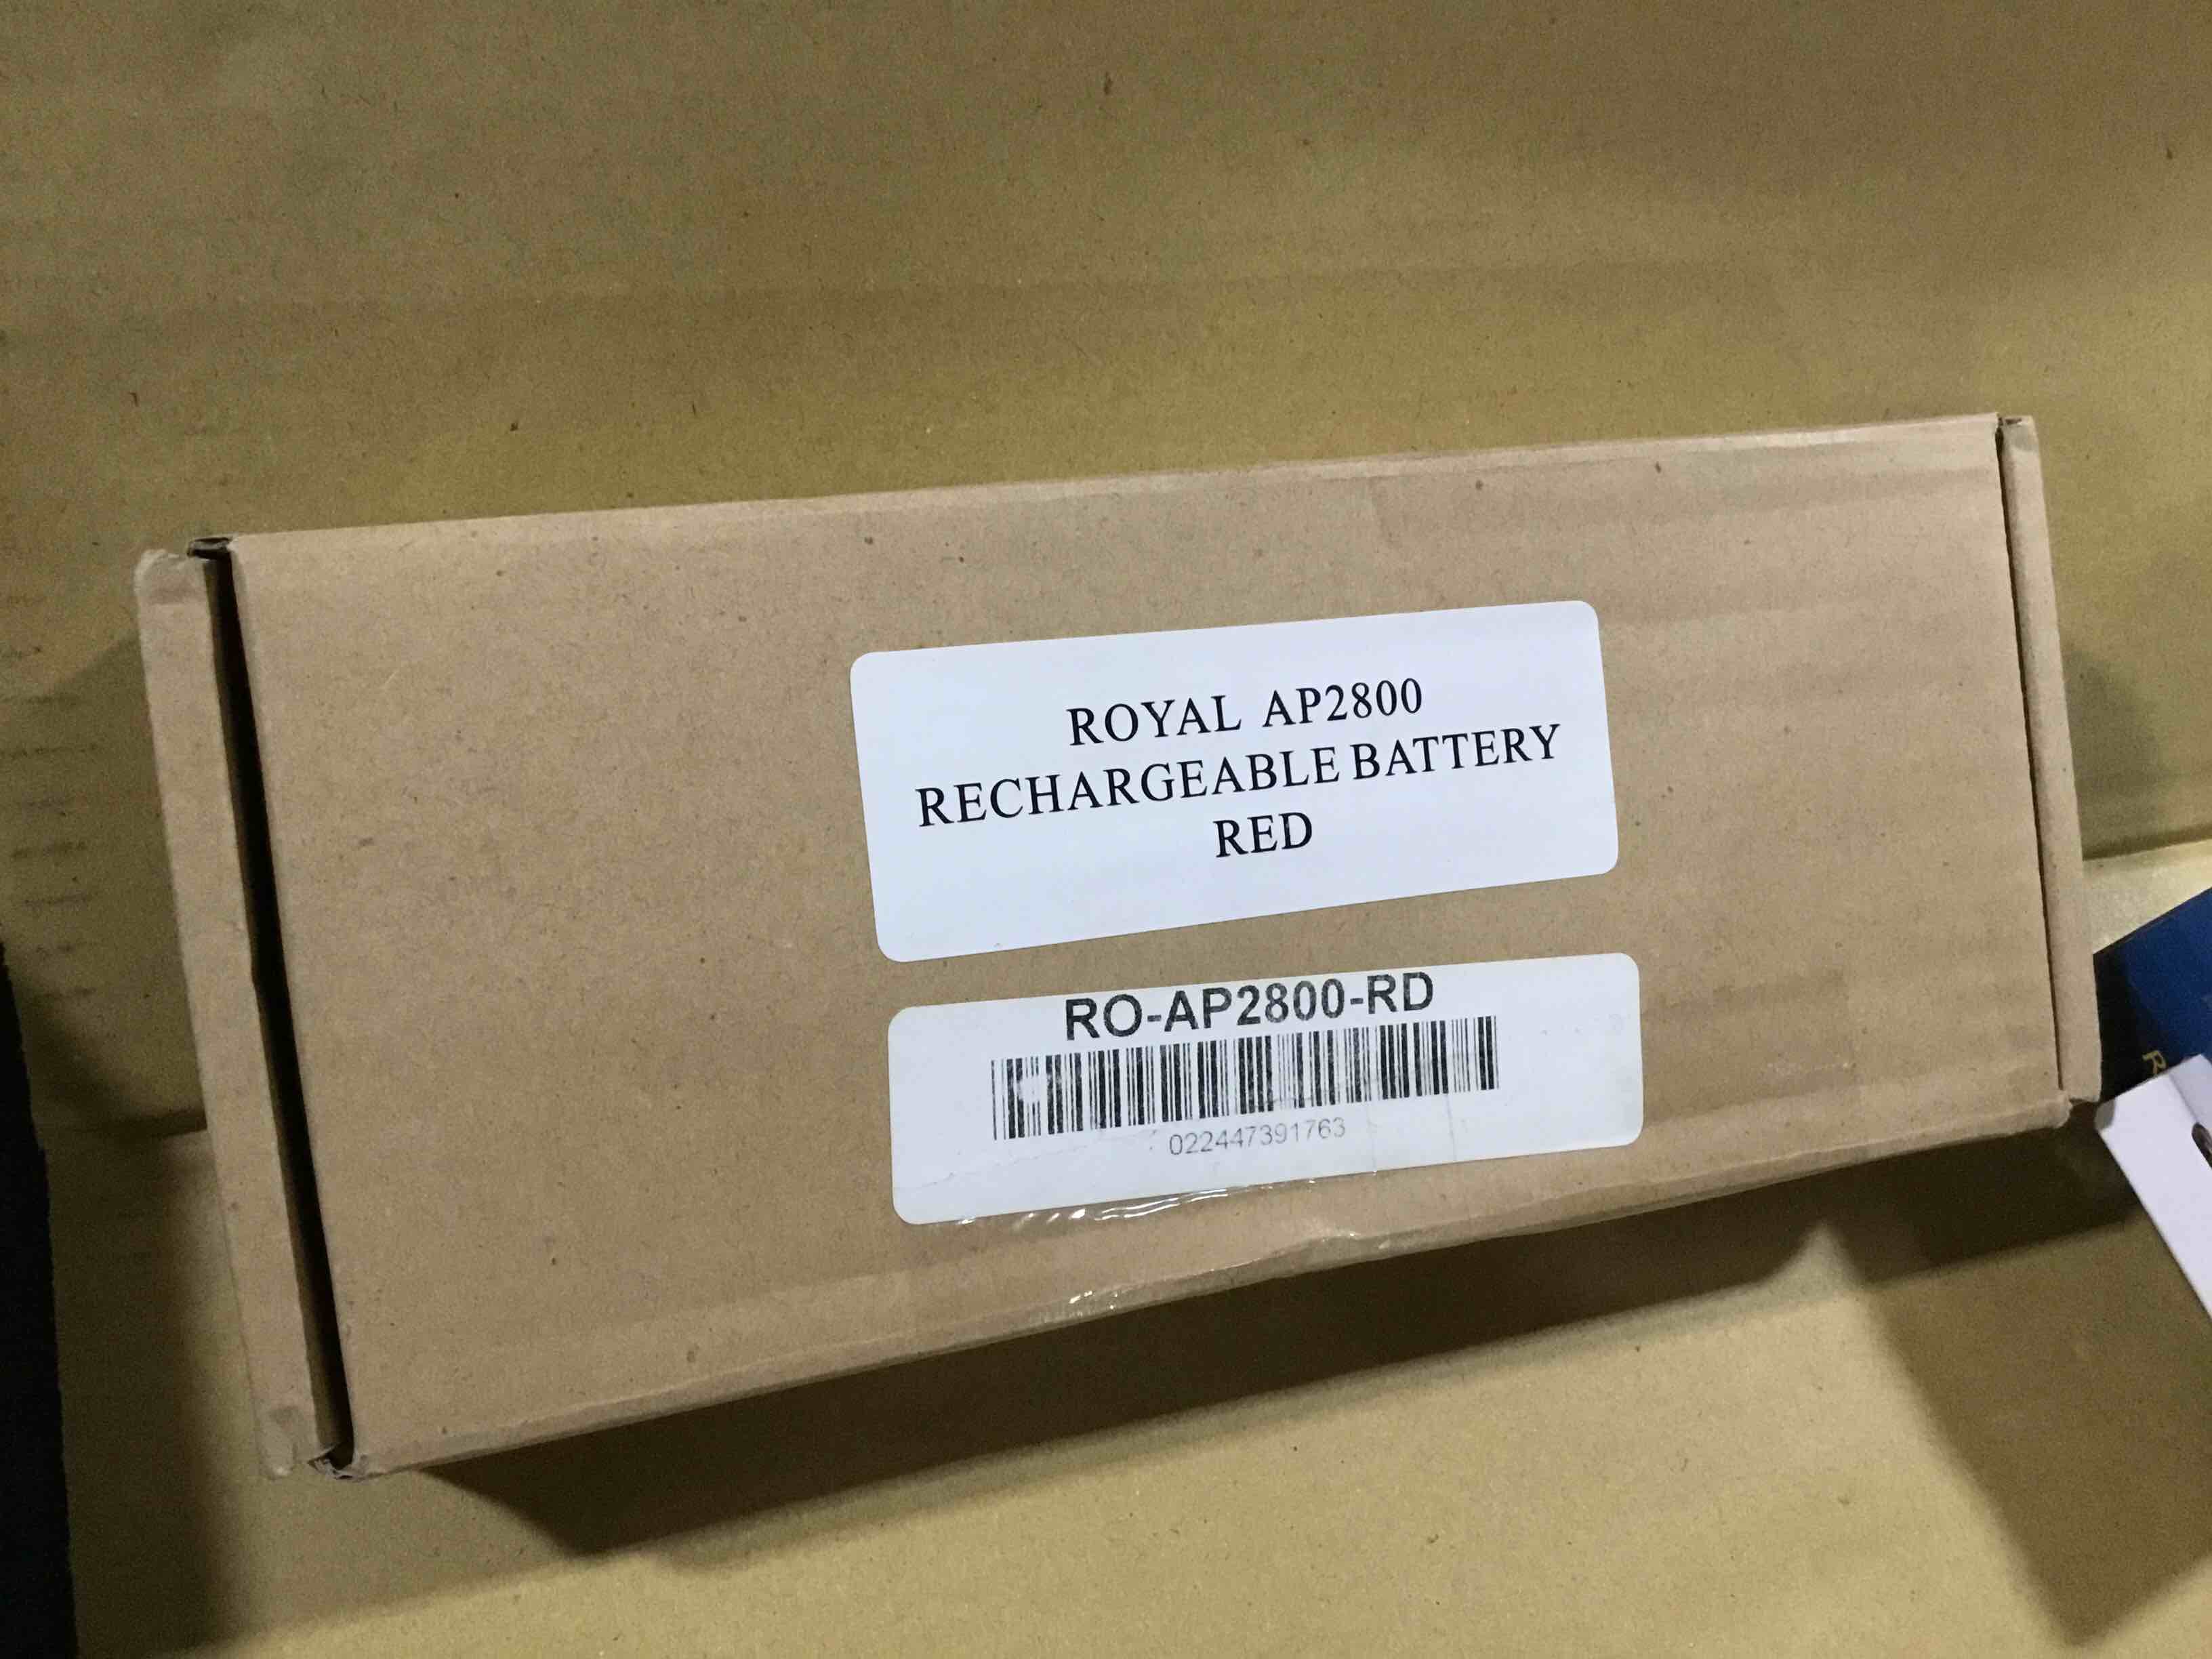 ROYAL AP2800
RECHARGEABLE BATTERY
RED
RO-AP2800-RD
022447391763
R